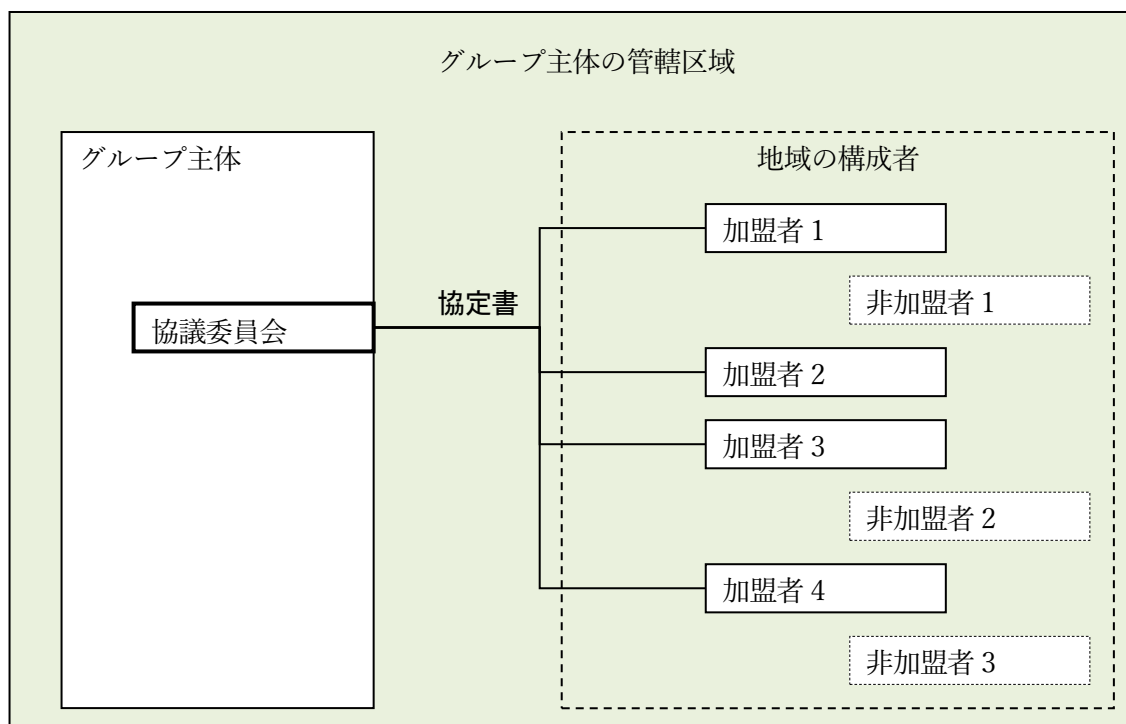 グループ主体の管轄区域
グループ主体
地域の構成者
加盟者 1
非加盟者 1
協定書
協議委員会
加盟者 2
加盟者 3
非加盟者 2
加盟者 4
非加盟者 3